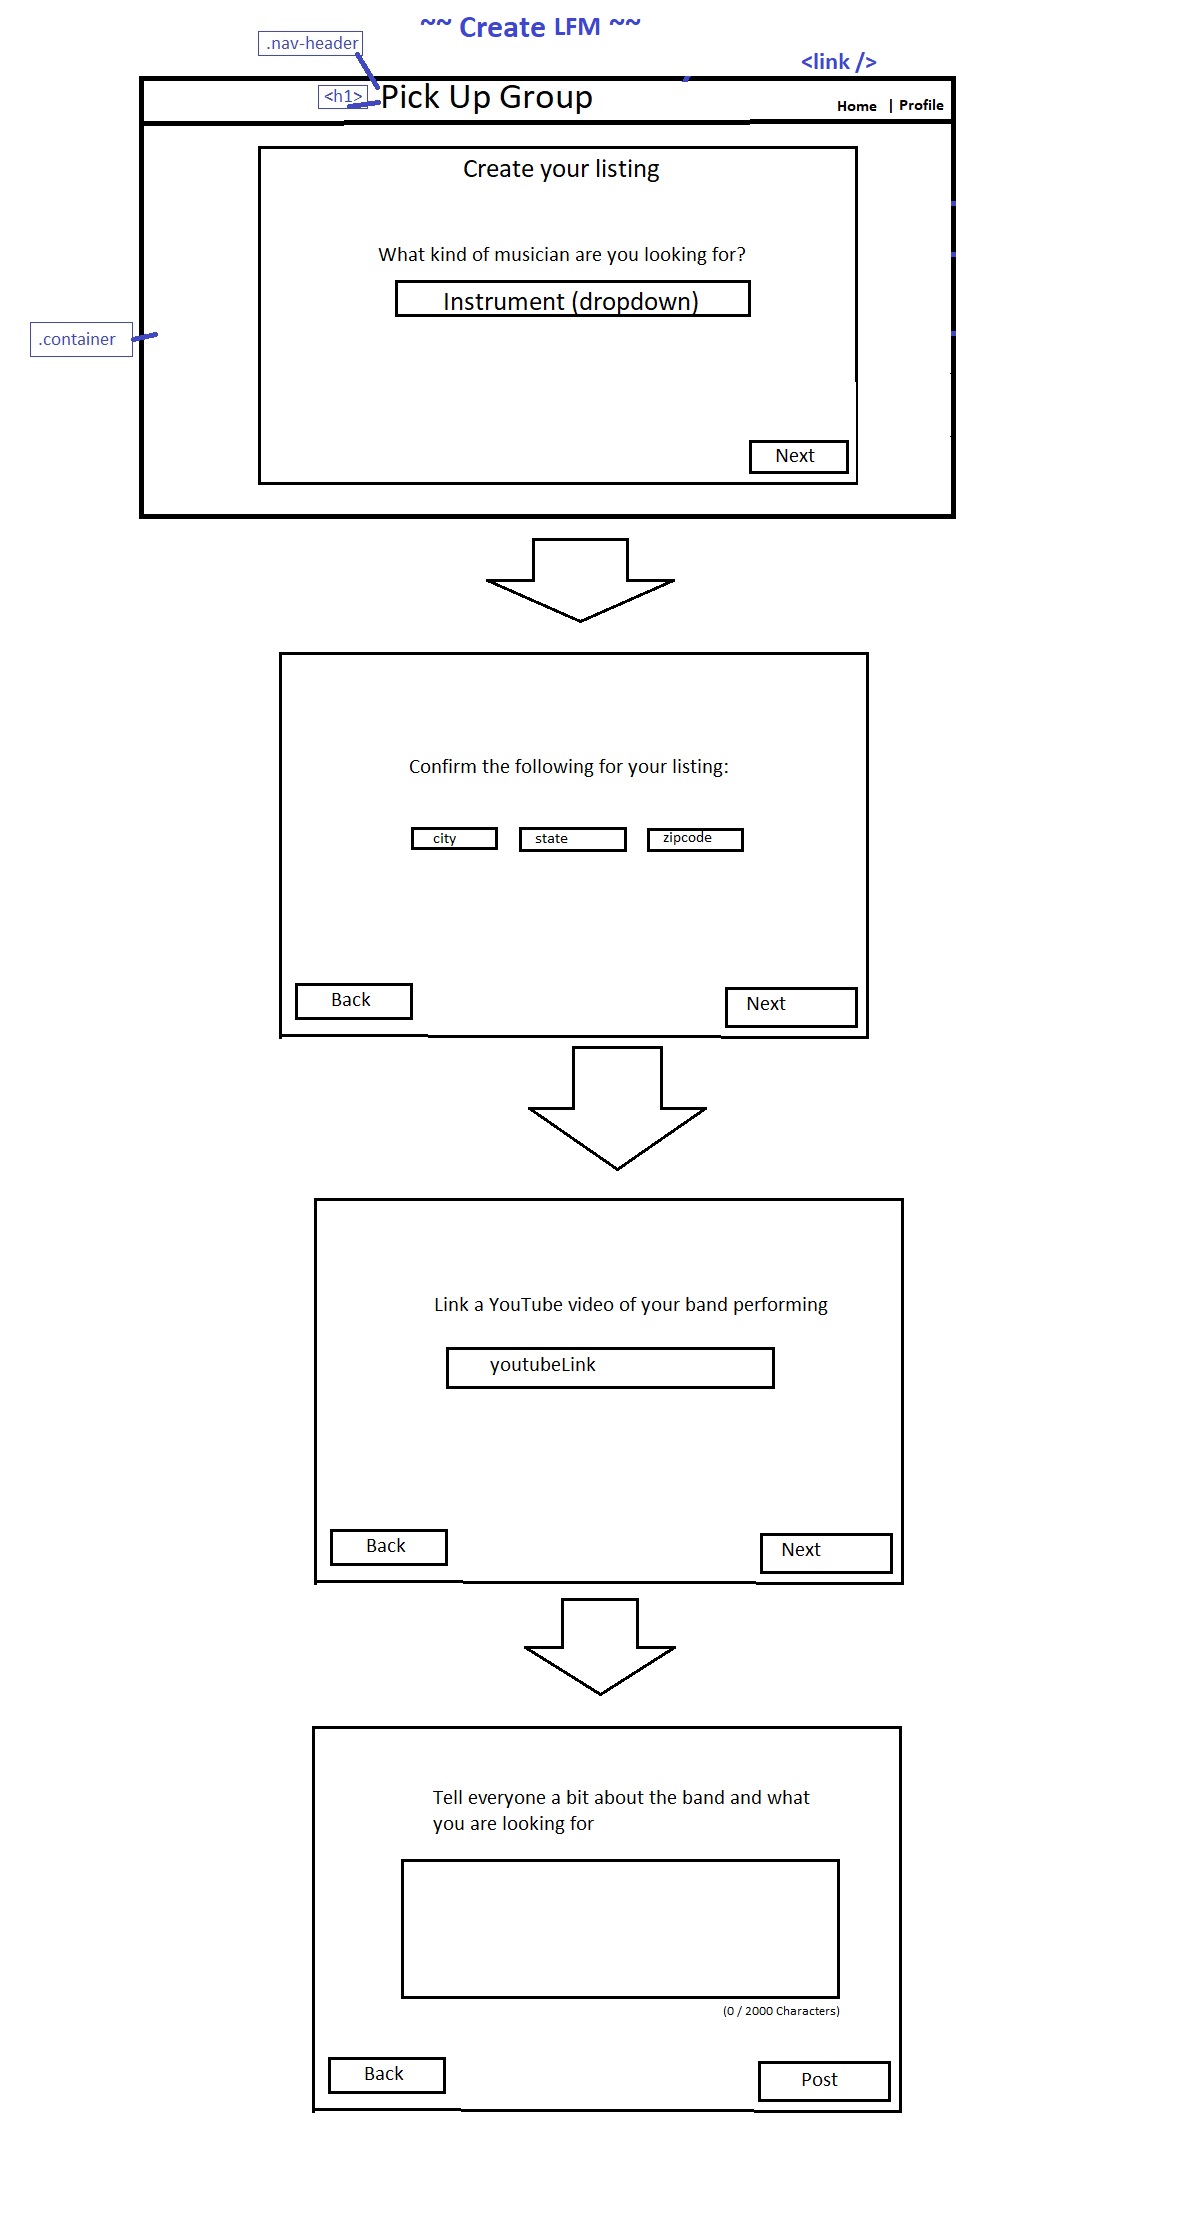 ~~ Create LFM ~~
.nav-header
<link />
<h1>
Pick Up Group
Home | Profile
Create your listing
What kind of musician are you looking for?
Instrument (dropdown)
.container
Next
Confirm the following for your listing:
city
state
zipcode
Back
Next
Link a YouTube video of your band performing
youtubeLink
Back
Next
Tell everyone a bit about the band and what
you are looking for
(0 / 2000 Characters)
Back
Post